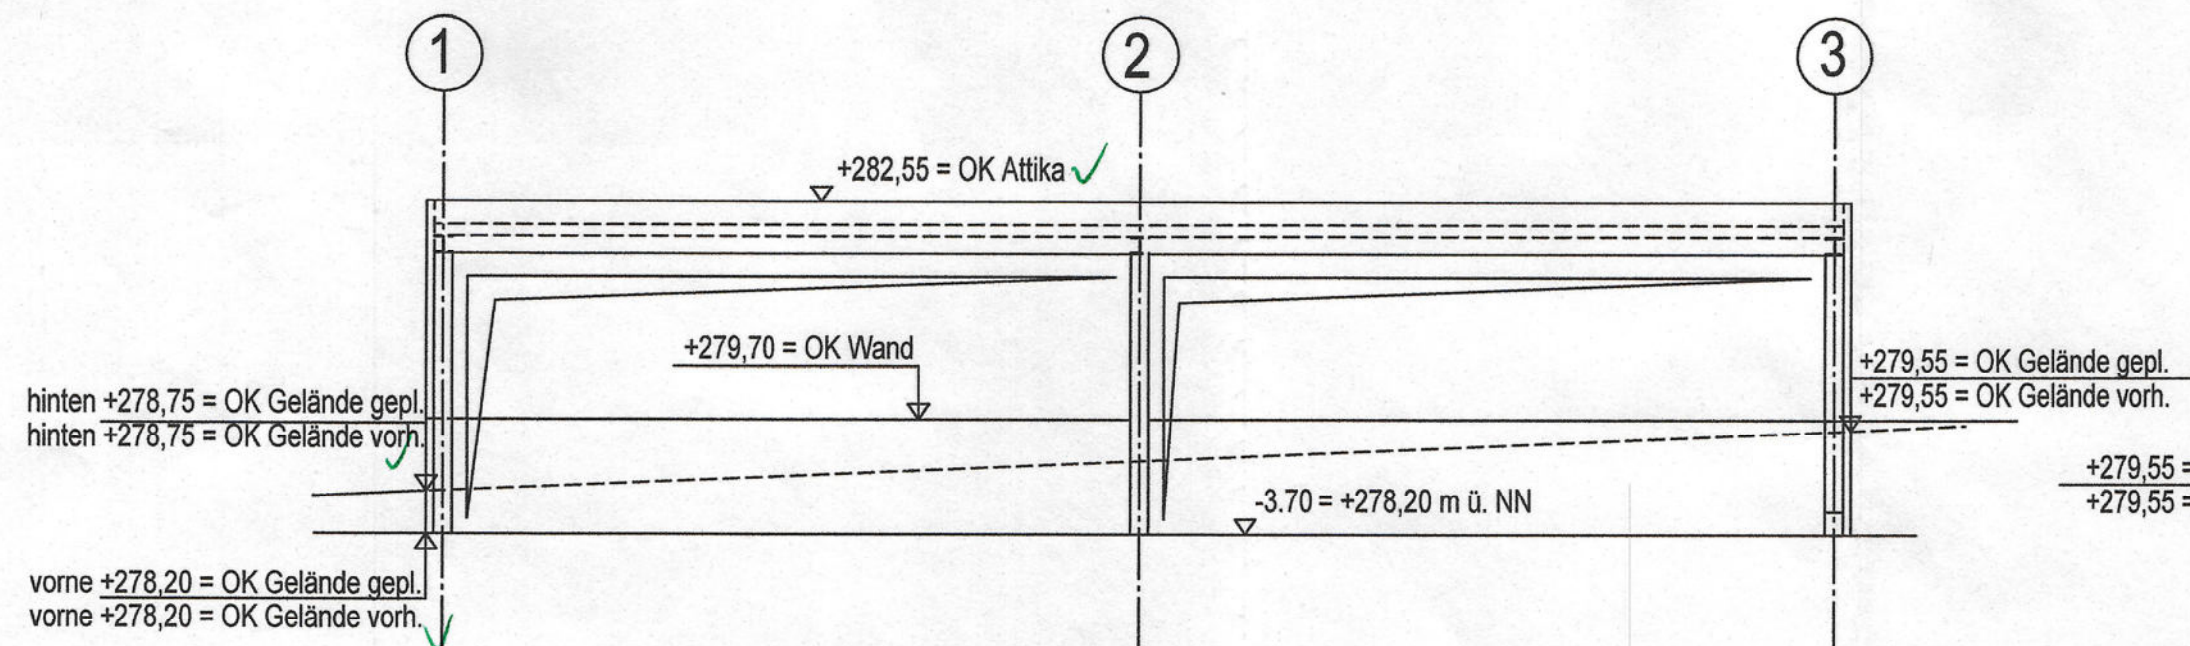 1
2
3
+282,55 = OK Attika
+279,70 = OK Wand
+279,55 = OK Gelände gepl.
+279,55 = OK Gelände vorh.
hinten +278,75 = OK Gelände gepl.
hinten +278,75 = OK Gelände vorh.
+279,55 =
+279,55 =
-3.70 = +278,20 m ü. NN
vorne +278,20 = OK Gelände gepl.
vorne +278,20 = OK Gelände vorh.